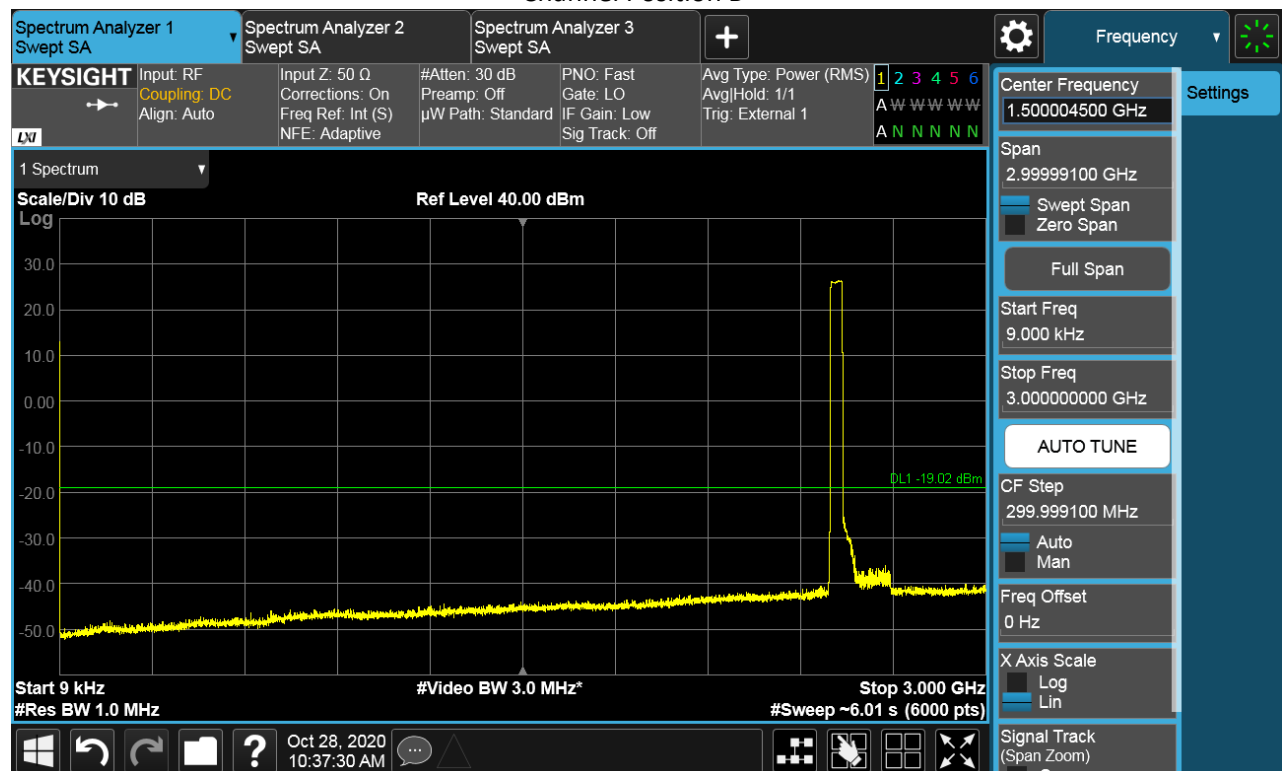 Spectrum Analyzer 1
Swept SA
Spectrum Analyzer 2
Swept SA
Spectrum Analyzer 3
Swept SA
+
Frequency
KEYSIGHT
LXI
Input: RF
Coupling: DC
Align: Auto
Input Z: 50 Ω
Corrections: On
Freq Ref: Int (S)
NFE: Adaptive
#Atten: 30 dB
Preamp: Off
µW Path: Standard
PNO: Fast
Gate: LO
IF Gain: Low
Sig Track: Off
Avg Type: Power (RMS)
Avg|Hold: 1/1
Trig: External 1
1 2 3 4 5 6
A W W W W W
A N N N N N
1 Spectrum
Scale/Div 10 dB
Ref Level 40.00 dBm
Log
30.0
20.0
10.0
0.00
-10.0
DL1 -19.02 dBm
-20.0
-30.0
-40.0
-50.0
Start 9 kHz
#Video BW 3.0 MHz*
Stop 3.000 GHz
#Res BW 1.0 MHz
#Sweep ~6.01 s (6000 pts)
?
Oct 28, 2020
10:37:30 AM
Center Frequency
1.500004500 GHz
Settings
Span
2.99999100 GHz
Swept Span
Zero Span
Full Span
Start Freq
9.000 kHz
Stop Freq
3.000000000 GHz
AUTO TUNE
CF Step
299.999100 MHz
Auto
Man
Freq Offset
0 Hz
X Axis Scale
Log
Lin
Signal Track
(Span Zoom)